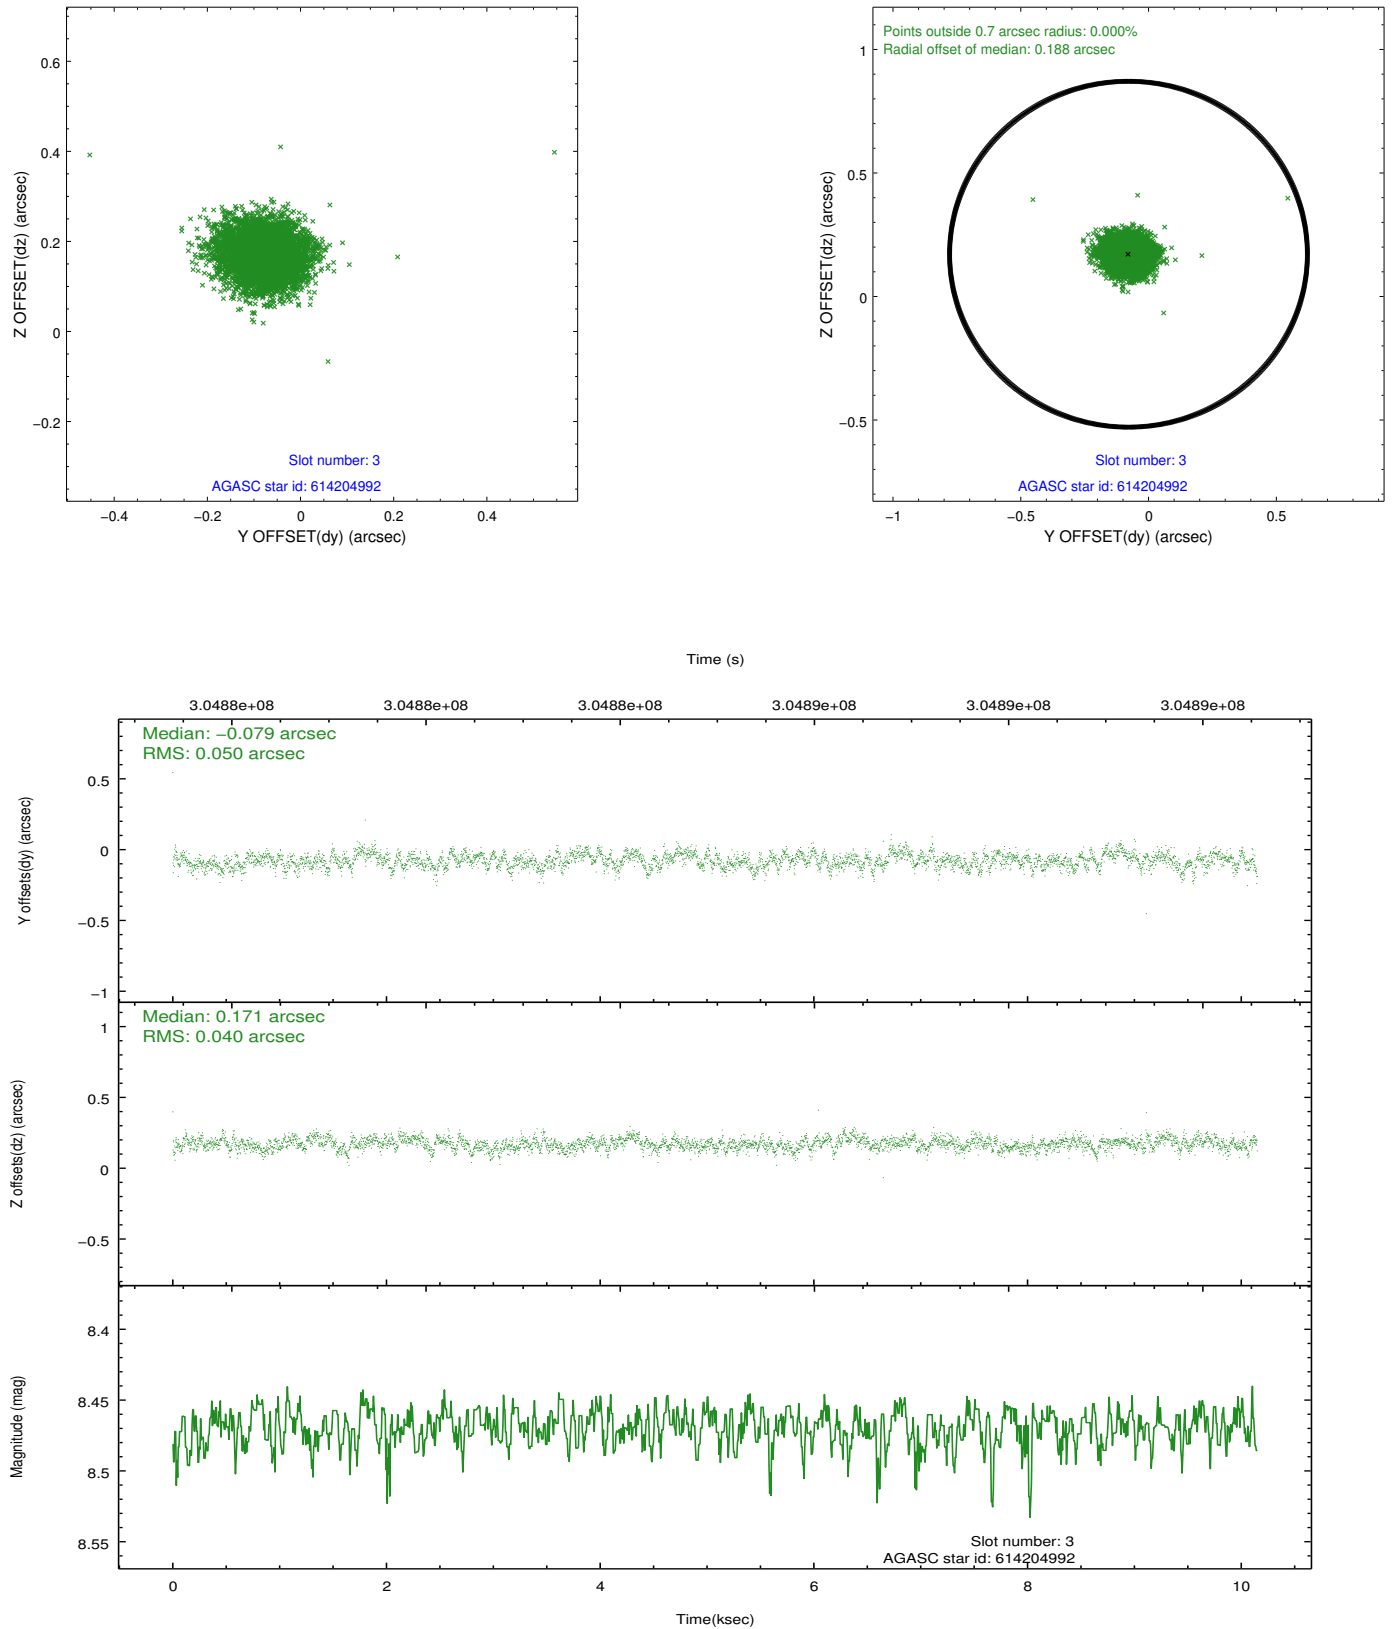 0.6
0.4
0.2
0
−0.2
Z OFFSET(dz) (arcsec)
Slot number: 3
AGASC star id: 614204992
−0.4 −0.2 0 0.2 0.4
Y OFFSET(dy) (arcsec)
Points outside 0.7 arcsec radius: 0.000%
Radial offset of median: 0.188 arcsec
1
0.5
0
−0.5
Z OFFSET(dz) (arcsec)
Slot number: 3
AGASC star id: 614204992
−1 −0.5 0 0.5
Y OFFSET(dy) (arcsec)
Time (s)
3.0488e+08 3.0488e+08 3.0488e+08 3.0489e+08 3.0489e+08 3.0489e+08
Median: −0.079 arcsec
RMS: 0.050 arcsec
0.5
0
−0.5
−1
Y offsets(dy) (arcsec)
Median: 0.171 arcsec
RMS: 0.040 arcsec
1
0.5
0
−0.5
Z offsets(dz) (arcsec)
8.4
8.45
8.5
8.55
Magnitude (mag)
Slot number: 3
AGASC star id: 614204992
0 2 4 6 8 10
Time(ksec)